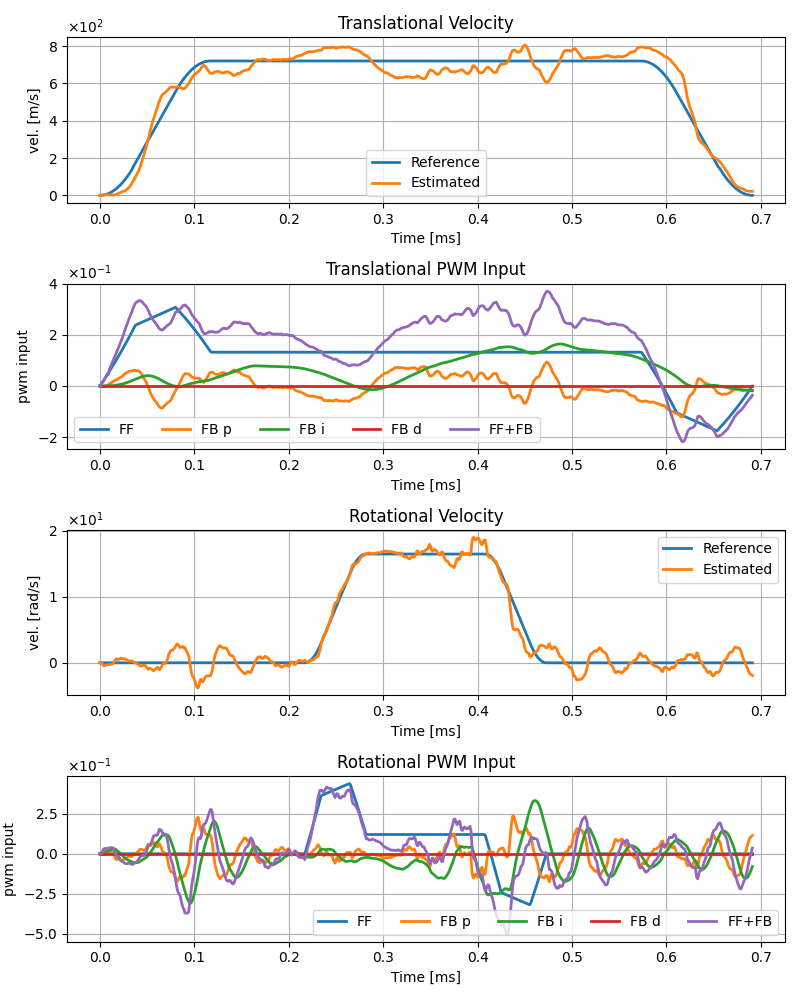 Translational Velocity
×10²
8
6
4
2
0
vel. [m/s]
Reference
Estimated
0.0 0.1 0.2 0.3 0.4 0.5 0.6 0.7
Time [ms]
Translational PWM Input
×10⁻¹
4
2
0
−2
pwm input
FF FB p FB i FB d FF+FB
0.0 0.1 0.2 0.3 0.4 0.5 0.6 0.7
Time [ms]
Rotational Velocity
×10¹
2
1
0
vel. [rad/s]
Reference
Estimated
0.0 0.1 0.2 0.3 0.4 0.5 0.6 0.7
Time [ms]
Rotational PWM Input
×10⁻¹
2.5
0.0
−2.5
−5.0
pwm input
FF FB p FB i FB d FF+FB
0.0 0.1 0.2 0.3 0.4 0.5 0.6 0.7
Time [ms]